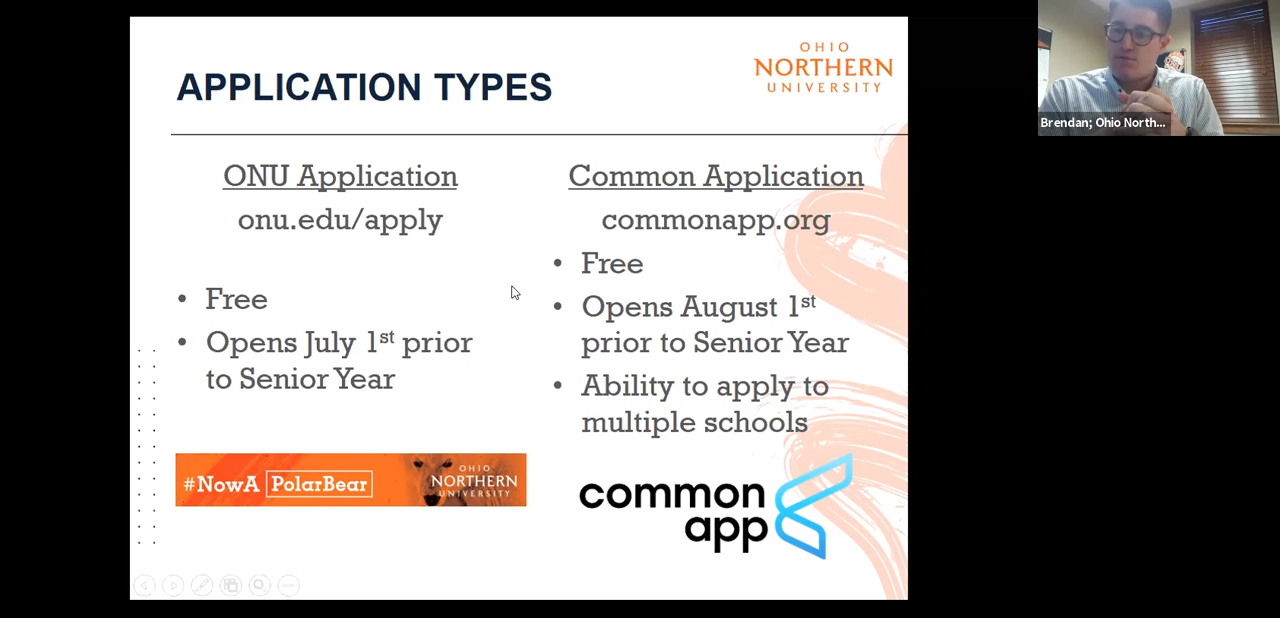 APPLICATION TYPES
OHIO
NORTHERN
UNIVERSITY
Brendan; Ohio North...
ONU Application
onu.edu/apply
• Free
• Opens July 1st prior
to Senior Year
Common Application
commonapp.org
• Free
• Opens August 1st
prior to Senior Year
• Ability to apply to
multiple schools
#NowA PolarBear
OHIO
NORTHERN
UNIVERSITY
common
app